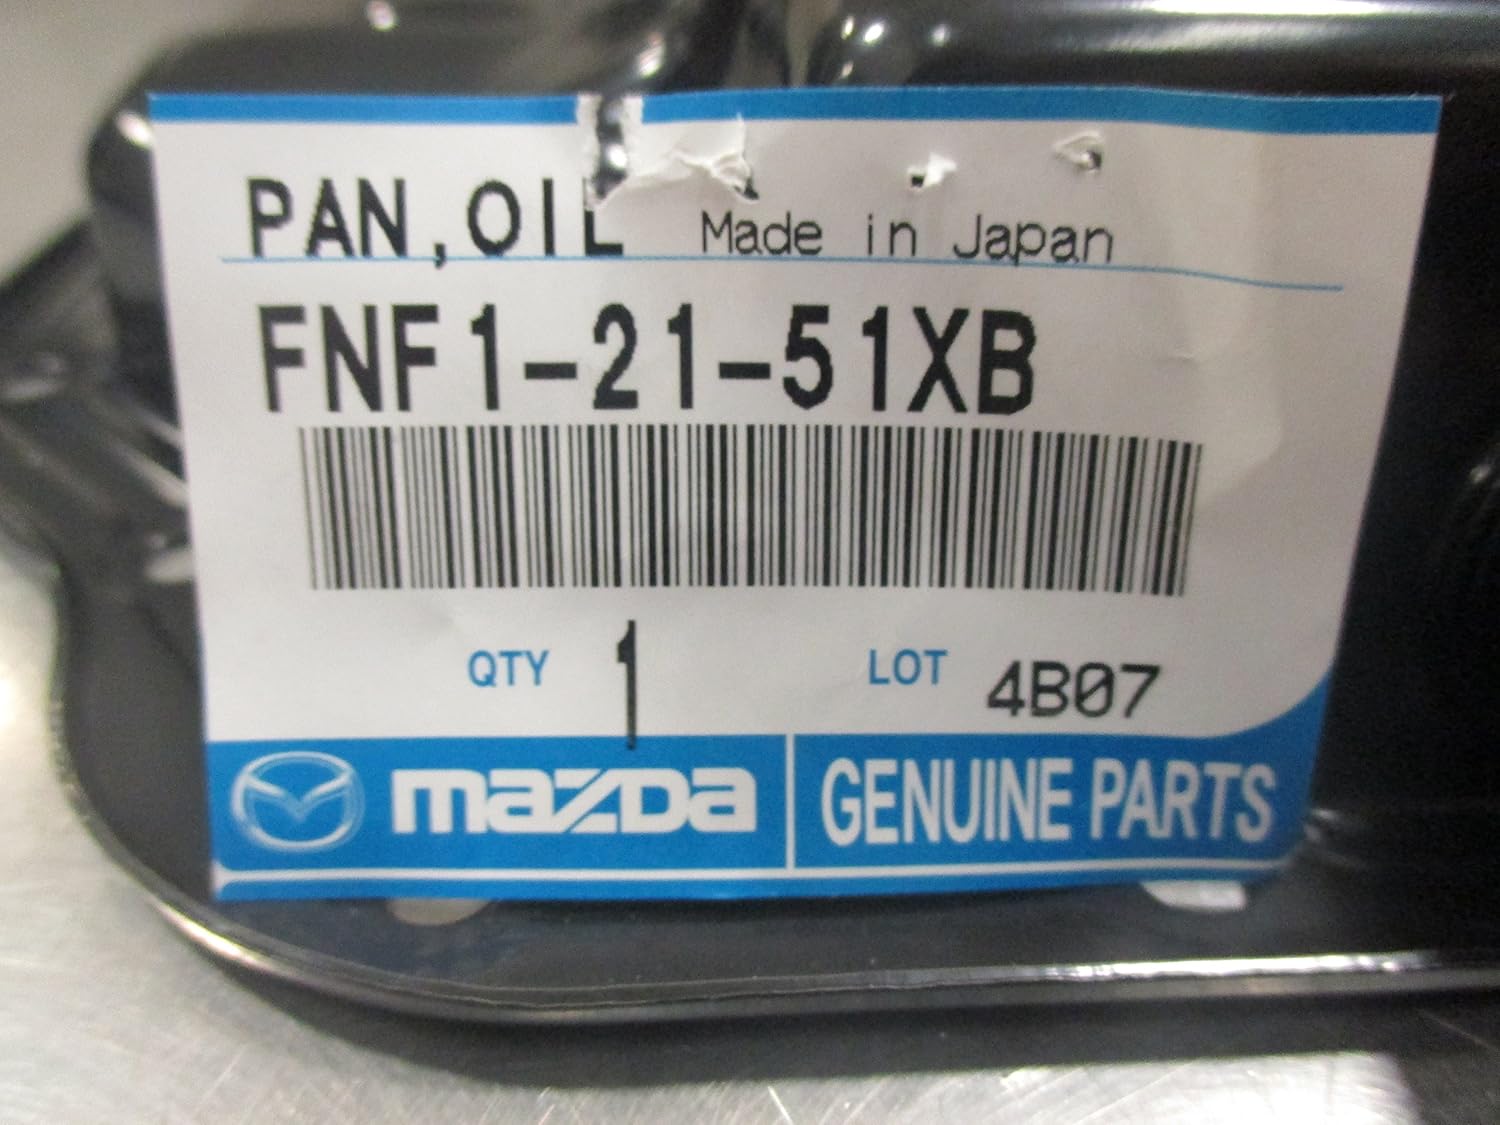 PAN,OIL Made in Japan
FNF1-21-51XB
QTY 1 LOT 4B07
mazda GENUINE PARTS